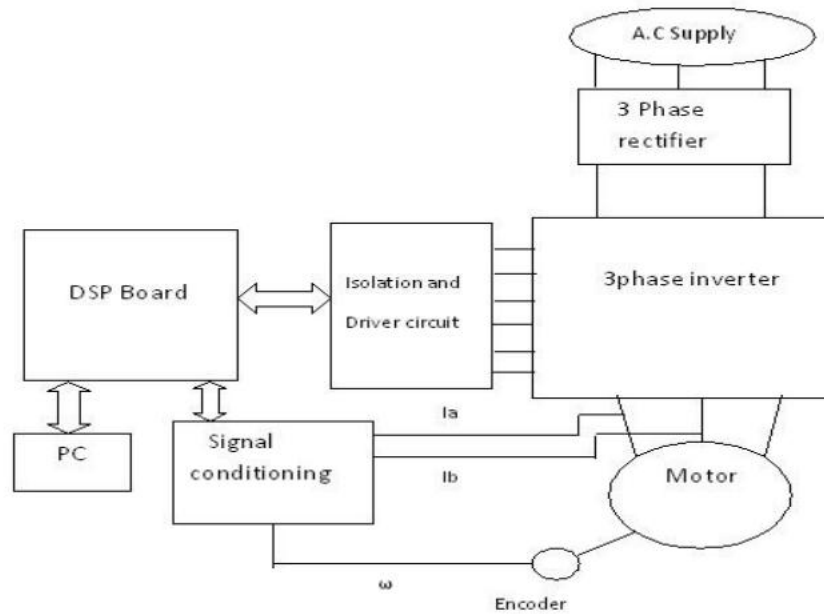 A.C Supply
3 Phase
rectifier
DSP Board
Isolation and
Driver circuit
3phase inverter
Ia
PC
Signal
conditioning
Ib
Motor
ω
Encoder